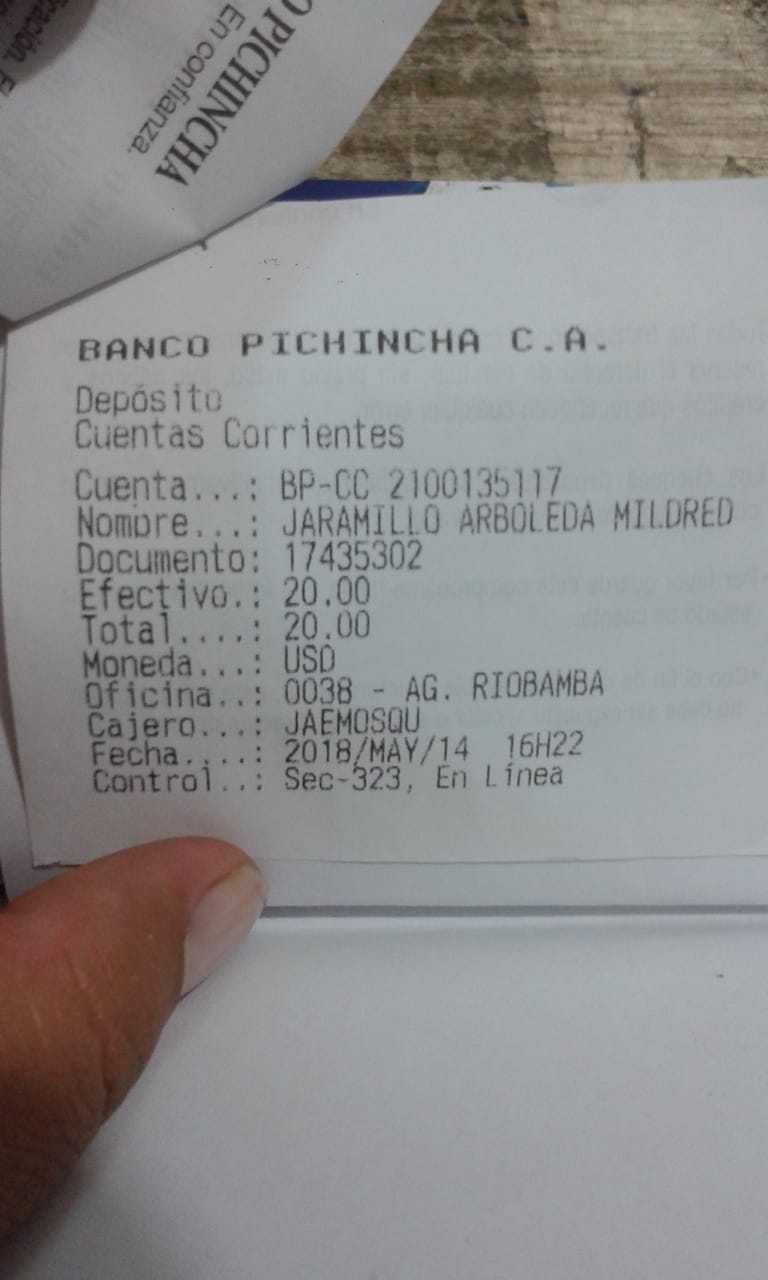 O PICHINCHA
En confianza.
BANCO PICHINCHA C.A.
Depósito
Cuentas Corrientes
Cuenta...: BP-CC 2100135117
Nombre...: JARAMILLO ARBOLEDA MILDRED
Documento: 17435302
Efectivo.: 20.00
Total....: 20.00
Moneda...: USD
Oficina..: 0038 - AG. RIOBAMBA
Cajero...: JAEMOSQU
Fecha....: 2018/MAY/14 16H22
Control..: Sec-323, En Línea